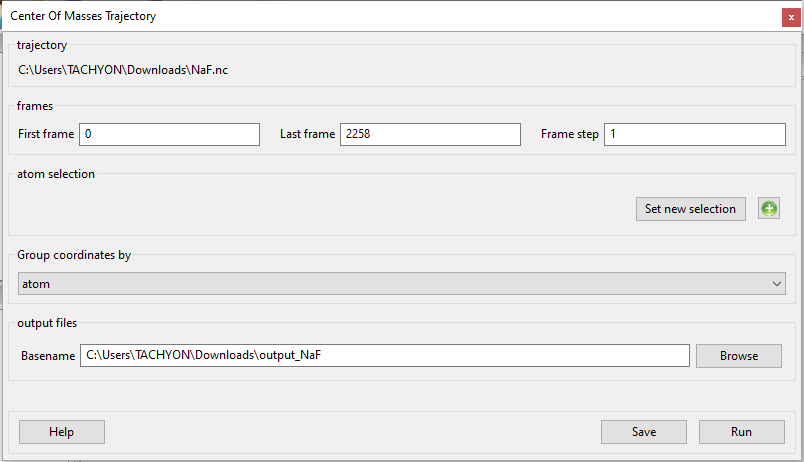 Center Of Masses Trajectory
x
trajectory
C:\Users\TACHYON\Downloads\NaF.nc
frames
First frame 0 Last frame 2258 Frame step 1
atom selection
Set new selection
Group coordinates by
atom
output files
Basename C:\Users\TACHYON\Downloads\output_NaF Browse
Help Save Run